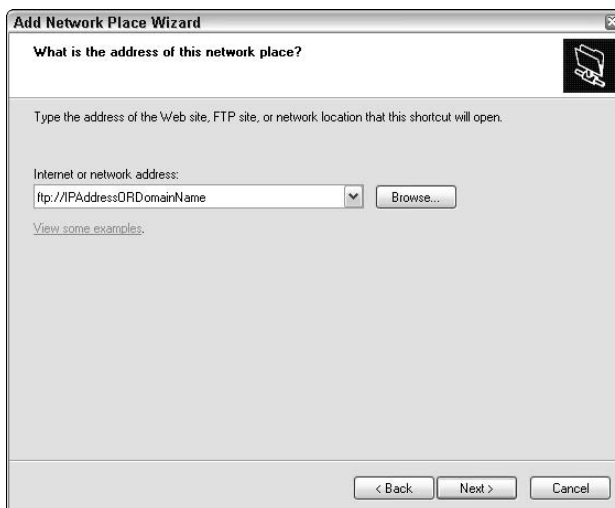 Add Network Place Wizard
What is the address of this network place?
Type the address of the Web site, FTP site, or network location that this shortcut will open.
Internet or network address:
ftp://IPAddressORDomainName
Browse...
View some examples.
< Back
Next >
Cancel